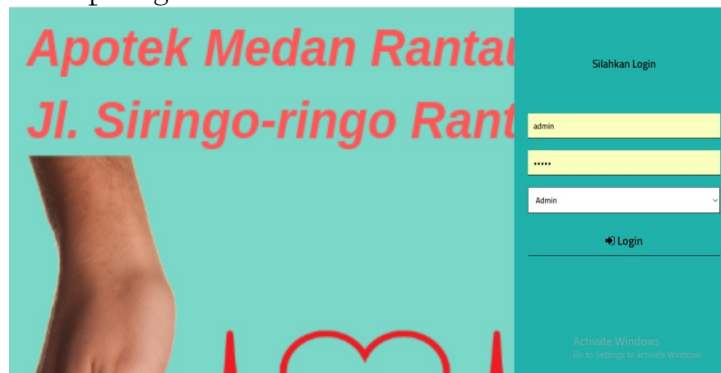 Apotek Medan Rantau
Jl. Siringo-ringo Rant
Silahkan Login
admin
•••••
Admin
Login
Activate Windows
Go to Settings to activate Windows.